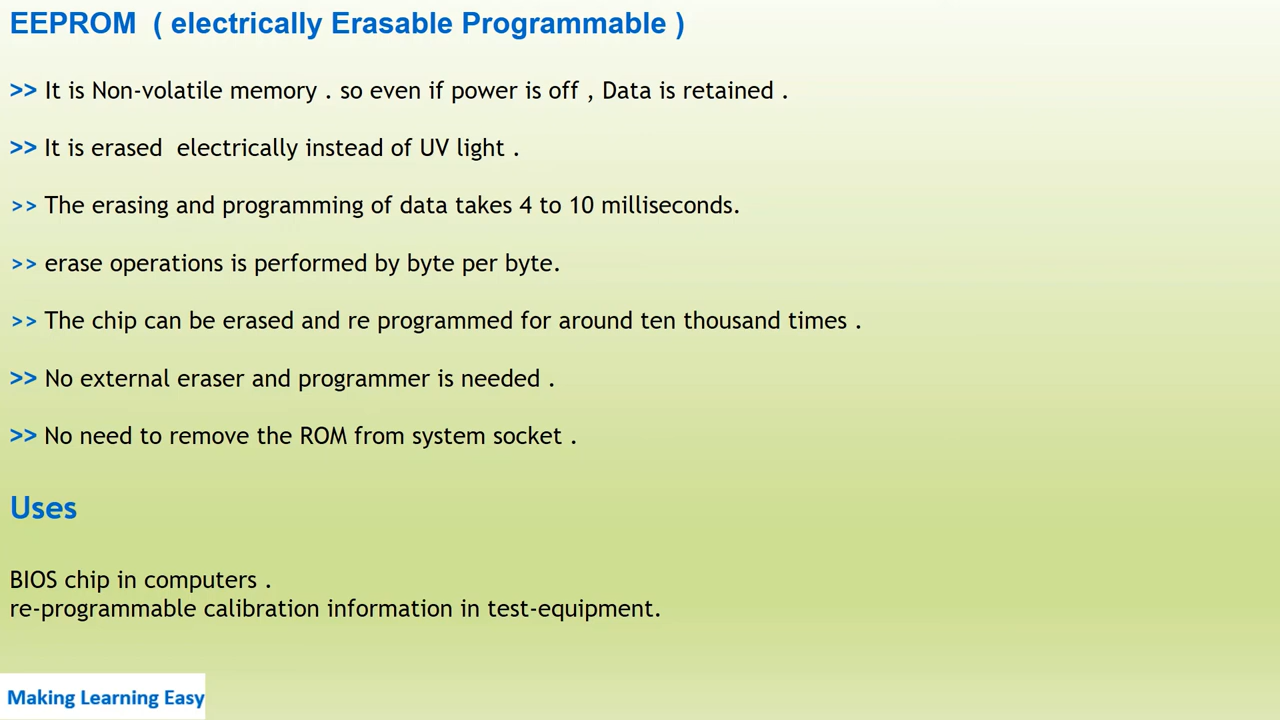 EEPROM ( electrically Erasable Programmable )
>> It is Non-volatile memory . so even if power is off , Data is retained .
>> It is erased electrically instead of UV light .
>> The erasing and programming of data takes 4 to 10 milliseconds.
>> erase operations is performed by byte per byte.
>> The chip can be erased and re programmed for around ten thousand times .
>> No external eraser and programmer is needed .
>> No need to remove the ROM from system socket .
Uses
BIOS chip in computers .
re-programmable calibration information in test-equipment.
Making Learning Easy